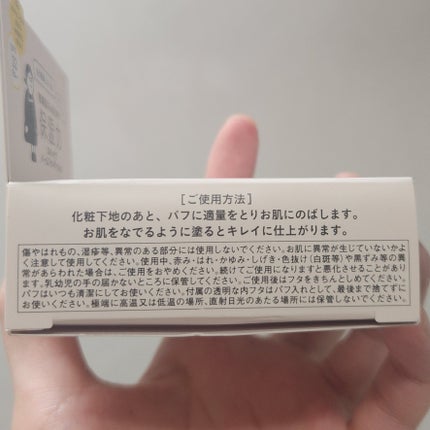 保湿力
[ご使用方法]
化粧下地のあと、パフに適量をとりお肌にのばします。
お肌をなでるように塗るとキレイに仕上がります。
傷やはれもの、湿疹等、異常のある部分には使用しないでください。お肌に異常が生じていないかよ
く注意して使用してください。使用中、赤み・はれ・かゆみ・しげき・色抜け(白斑等)や黒ずみ等の異
常があらわれた場合は、ご使用をおやめください。続けてご使用になりますと悪化させることがあり
ます。乳幼児の手の届かないところに保管してください。ご使用後はフタをきちんとしめてください。
パフはいつも清潔にしてお使いください。付属の透明な内フタはパフ入れとして、最後まで捨てずに
お使いください。極端に高温又は低温の場所、直射日光のあたる場所には保管しないでください。